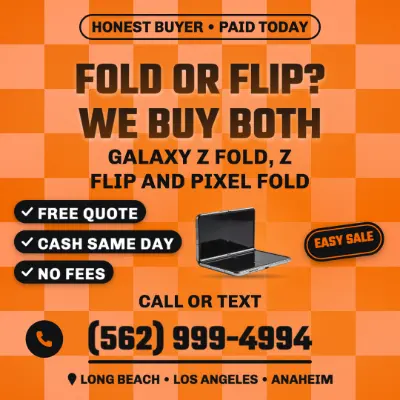 HONEST BUYER • PAID TODAY
FOLD OR FLIP?
WE BUY BOTH
GALAXY Z FOLD, Z
FLIP AND PIXEL FOLD
FREE QUOTE
CASH SAME DAY
NO FEES
EASY SALE
CALL OR TEXT
(562) 999-4994
LONG BEACH • LOS ANGELES • ANAHEIM